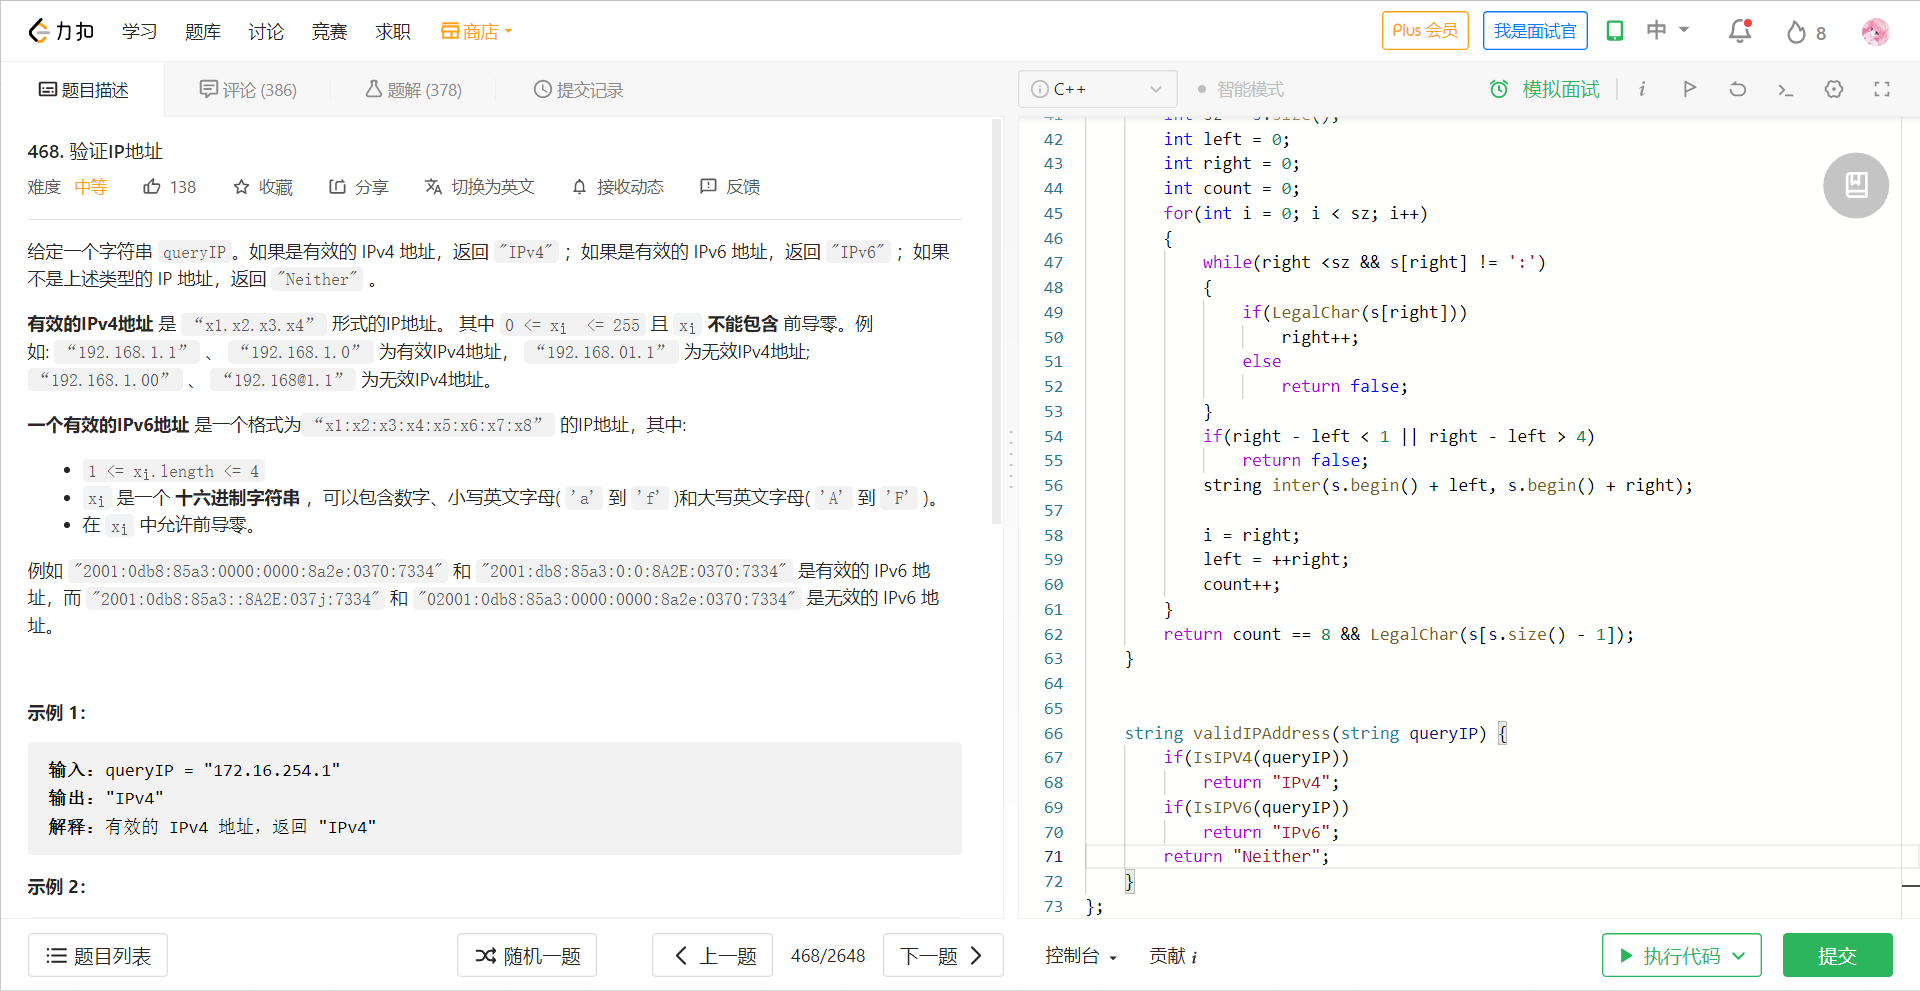 力扣 学习 题库 讨论 竞赛 求职 商店 Plus 会员 我是面试官 中 8
题目描述 评论 (386) 题解 (378) 提交记录 C++ 智能模式 模拟面试 i
468. 验证IP地址
难度 中等 138 收藏 分享 切换为英文 接收动态 反馈
给定一个字符串 queryIP。如果是有效的 IPv4 地址，返回 "IPv4" ；如果是有效的 IPv6 地址，返回 "IPv6" ；如果
不是上述类型的 IP 地址，返回 "Neither" 。
有效的IPv4地址 是 “x1.x2.x3.x4” 形式的IP地址。 其中 0 <= xi <= 255 且 xi 不能包含 前导零。例
如: “192.168.1.1” 、 “192.168.1.0” 为有效IPv4地址， “192.168.01.1” 为无效IPv4地址;
“192.168.1.00” 、 “192.168@1.1” 为无效IPv4地址。
一个有效的IPv6地址 是一个格式为 “x1:x2:x3:x4:x5:x6:x7:x8” 的IP地址，其中:
• 1 <= xi.length <= 4
• xi 是一个 十六进制字符串 ，可以包含数字、小写英文字母( 'a' 到 'f' )和大写英文字母( 'A' 到 'F' )。
• 在 xi 中允许前导零。
例如 "2001:0db8:85a3:0000:0000:8a2e:0370:7334" 和 "2001:db8:85a3:0:0:8A2E:0370:7334" 是有效的 IPv6 地
址，而 "2001:0db8:85a3::8A2E:037j:7334" 和 "02001:0db8:85a3:0000:0000:8a2e:0370:7334" 是无效的 IPv6 地
址。
示例 1：
输入：queryIP = "172.16.254.1"
输出："IPv4"
解释：有效的 IPv4 地址，返回 "IPv4"
示例 2：
41 int sz = s.size();
42 int left = 0;
43 int right = 0;
44 int count = 0;
45 for(int i = 0; i < sz; i++)
46 {
47 while(right <sz && s[right] != ':')
48 {
49 if(LegalChar(s[right]))
50 right++;
51 else
52 return false;
53 }
54 if(right - left < 1 || right - left > 4)
55 return false;
56 string inter(s.begin() + left, s.begin() + right);
57
58 i = right;
59 left = ++right;
60 count++;
61 }
62 return count == 8 && LegalChar(s[s.size() - 1]);
63 }
64
65
66 string validIPAddress(string queryIP) {
67 if(IsIPV4(queryIP))
68 return "IPv4";
69 if(IsIPV6(queryIP))
70 return "IPv6";
71 return "Neither";
72 }
73 };
题目列表 随机一题 上一题 468/2648 下一题 控制台 贡献 i 执行代码 提交